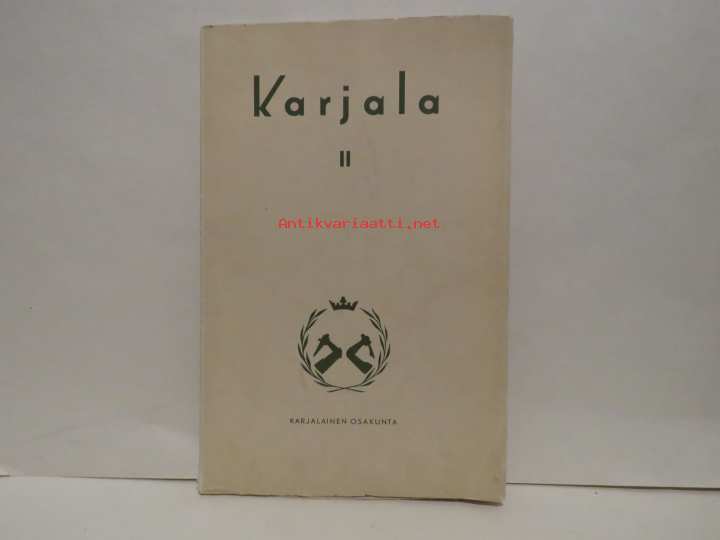 Karjala
II
Antikvariaatti.net
KARJALAINEN OSAKUNTA